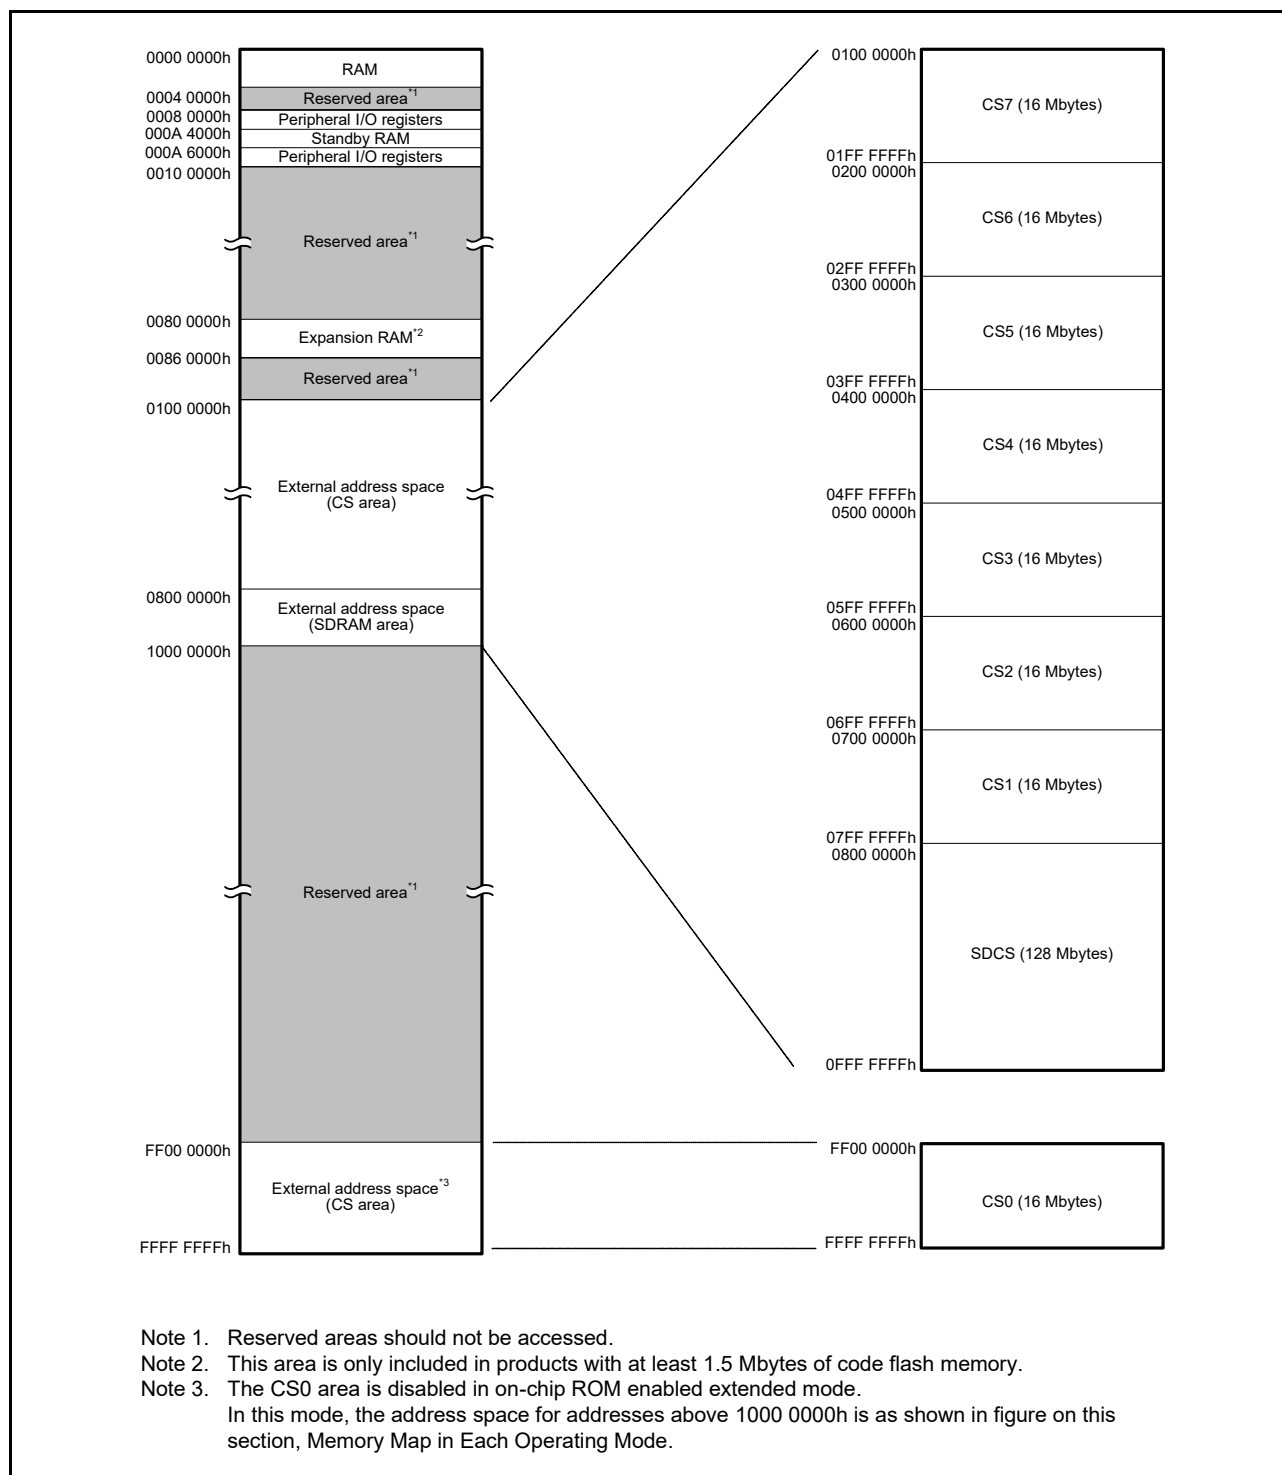 0000 0000h
RAM
0004 0000h
Reserved area*1
0008 0000h
Peripheral I/O registers
000A 4000h
Standby RAM
000A 6000h
Peripheral I/O registers
0010 0000h
Reserved area*1
0080 0000h
Expansion RAM*2
0086 0000h
Reserved area*1
0100 0000h
External address space
(CS area)
0800 0000h
External address space
(SDRAM area)
1000 0000h
Reserved area*1
FF00 0000h
External address space*3
(CS area)
FFFF FFFFh
0100 0000h
CS7 (16 Mbytes)
01FF FFFFh
0200 0000h
CS6 (16 Mbytes)
02FF FFFFh
0300 0000h
CS5 (16 Mbytes)
03FF FFFFh
0400 0000h
CS4 (16 Mbytes)
04FF FFFFh
0500 0000h
CS3 (16 Mbytes)
05FF FFFFh
0600 0000h
CS2 (16 Mbytes)
06FF FFFFh
0700 0000h
CS1 (16 Mbytes)
07FF FFFFh
0800 0000h
SDCS (128 Mbytes)
0FFF FFFFh
FF00 0000h
CS0 (16 Mbytes)
FFFF FFFFh
Note 1. Reserved areas should not be accessed.
Note 2. This area is only included in products with at least 1.5 Mbytes of code flash memory.
Note 3. The CS0 area is disabled in on-chip ROM enabled extended mode.
In this mode, the address space for addresses above 1000 0000h is as shown in figure on this
section, Memory Map in Each Operating Mode.